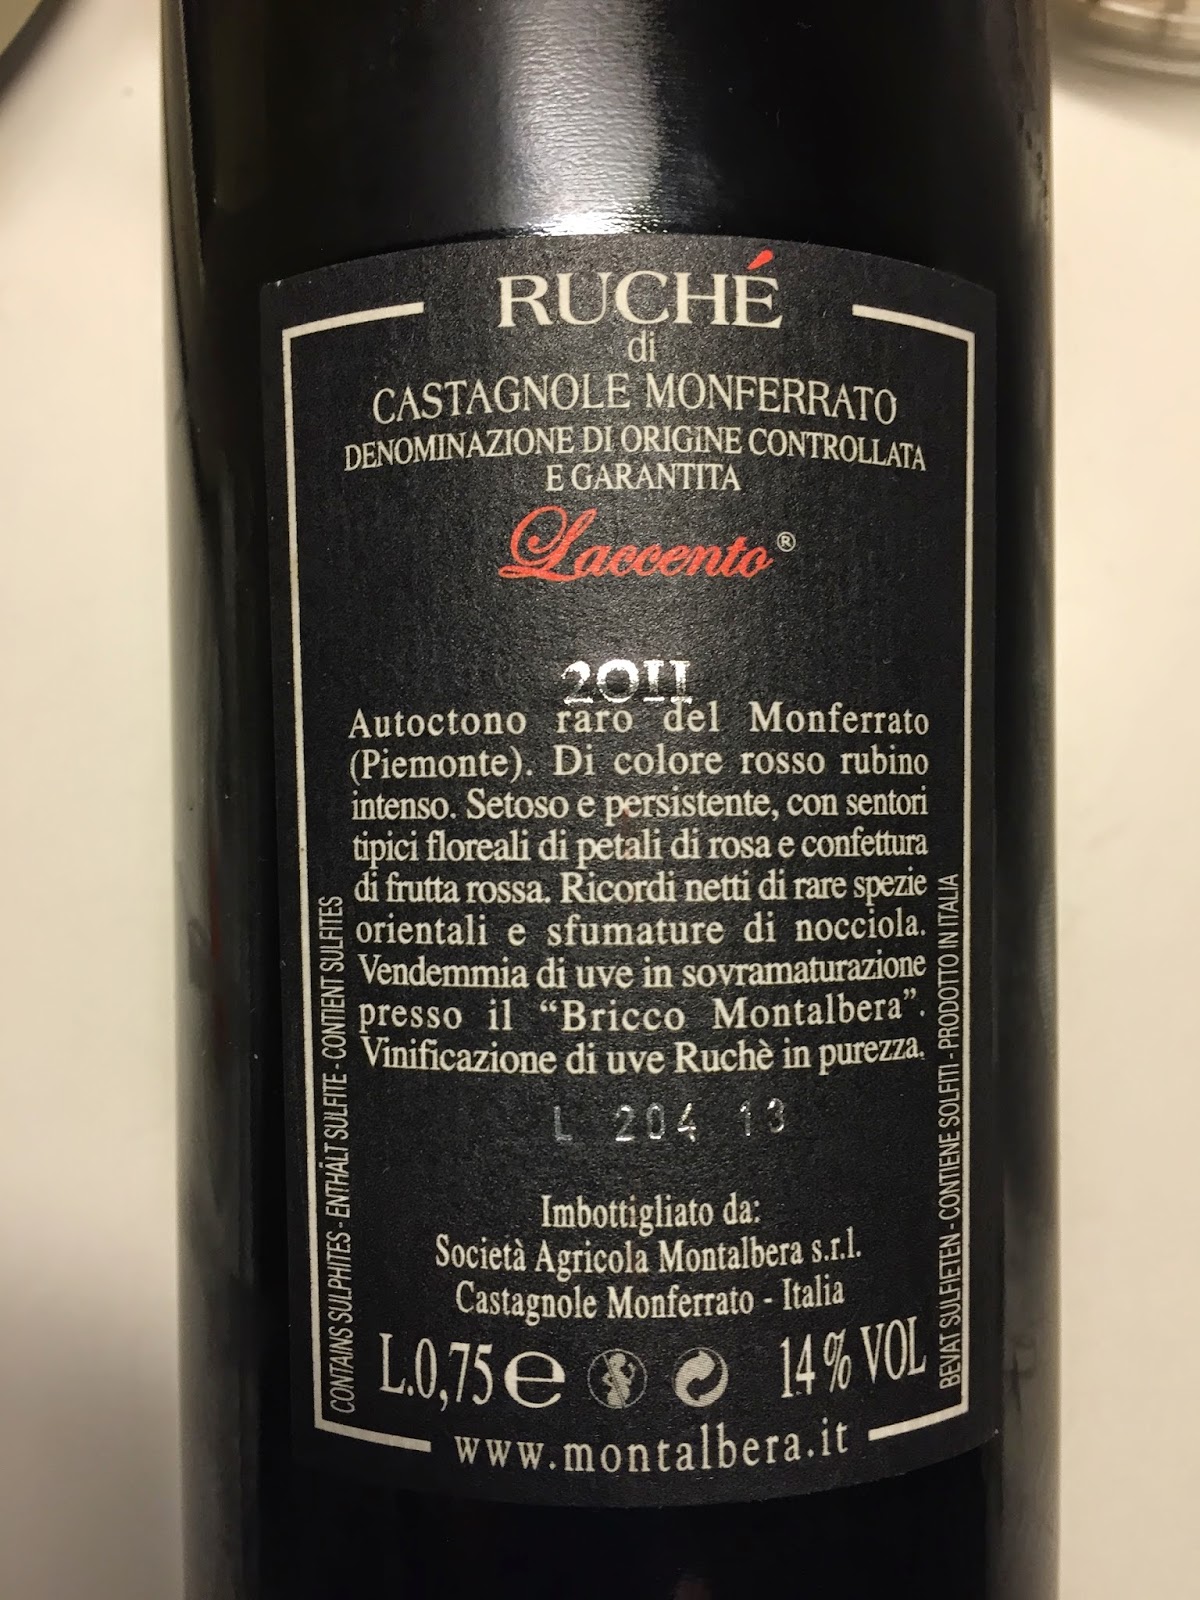 RUCHÉ
di
CASTAGNOLE MONFERRATO
DENOMINAZIONE DI ORIGINE CONTROLLATA
E GARANTITA
Laccento®
2011
Autoctono raro del Monferrato
(Piemonte). Di colore rosso rubino
intenso. Setoso e persistente, con sentori
tipici floreali di petali di rosa e confettura
di frutta rossa. Ricordi netti di rare spezie
orientali e sfumature di nocciola.
Vendemmia di uve in sovramaturazione
presso il “Bricco Montalbera”.
Vinificazione di uve Ruchè in purezza.
L 204 13
Imbottigliato da:
Società Agricola Montalbera s.r.l.
Castagnole Monferrato - Italia
L.0,75 e 14% VOL
www.montalbera.it
CONTAINS SULPHITES - ENTHÁLT SULFITE - CONTIENT SULFITES
BEVAT SULFIETEN - CONTIENE SOLFITI - PRODOTTO IN ITALIA